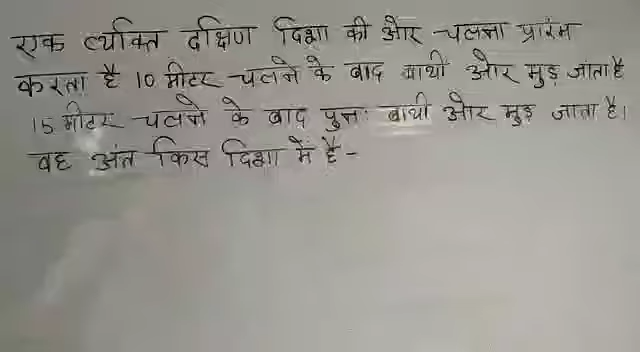 एक व्यक्ति दक्षिण दिशा की ओर चलना प्रारंभ
करता है 10 मीटर चलने के बाद बायी ओर मुड़ जाता है
15 मीटर चलने के बाद पुनः बायी ओर मुड़ जाता है।
वह अंत किस दिशा में है -